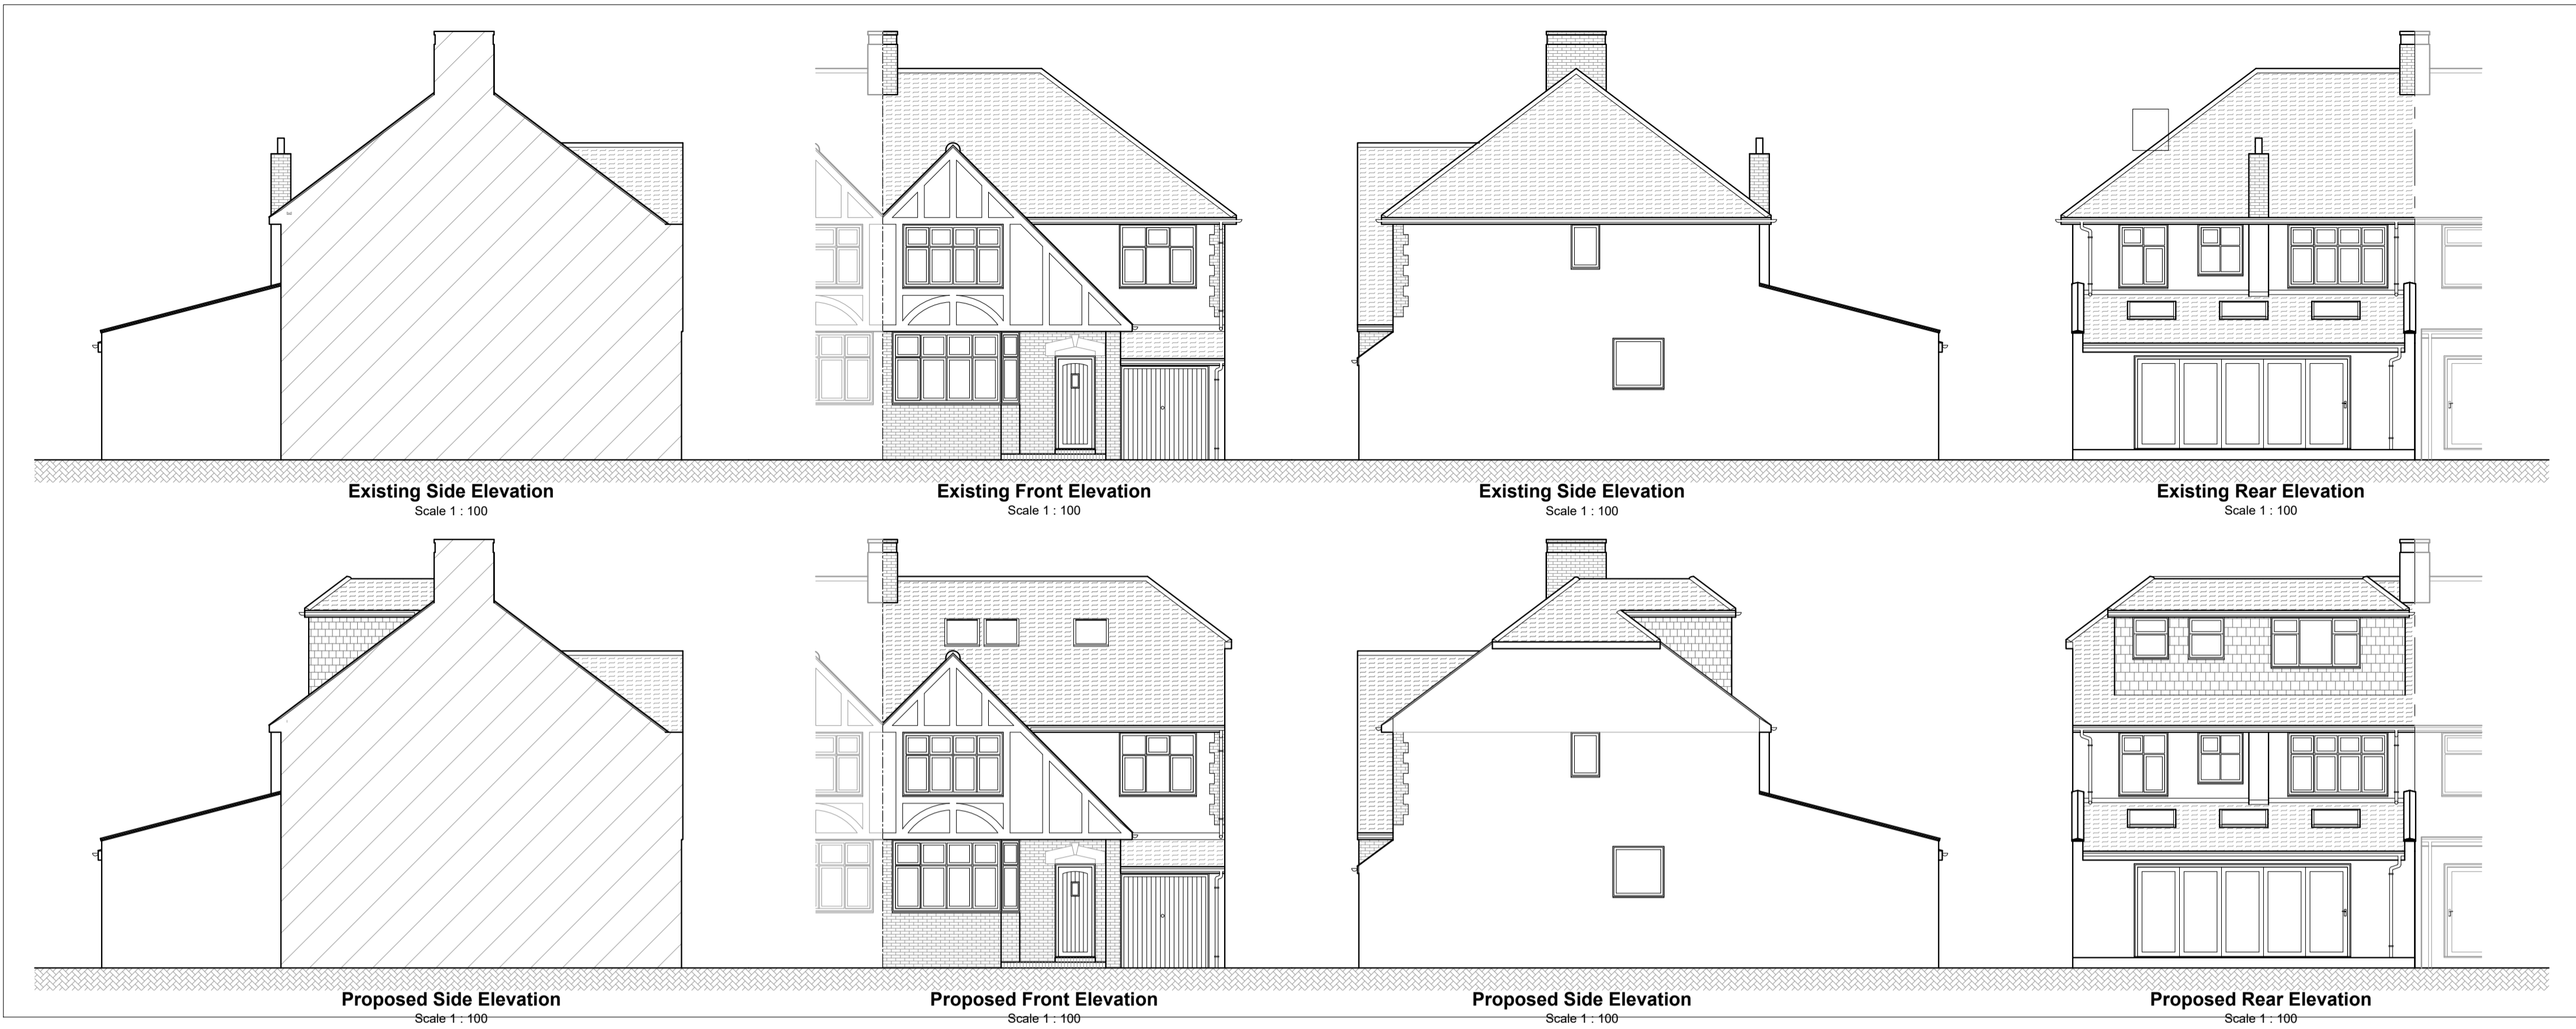 Existing Side Elevation
Scale 1 : 100
Existing Front Elevation
Scale 1 : 100
Existing Side Elevation
Scale 1 : 100
Existing Rear Elevation
Scale 1 : 100
Proposed Side Elevation
Scale 1 : 100
Proposed Front Elevation
Scale 1 : 100
Proposed Side Elevation
Scale 1 : 100
Proposed Rear Elevation
Scale 1 : 100